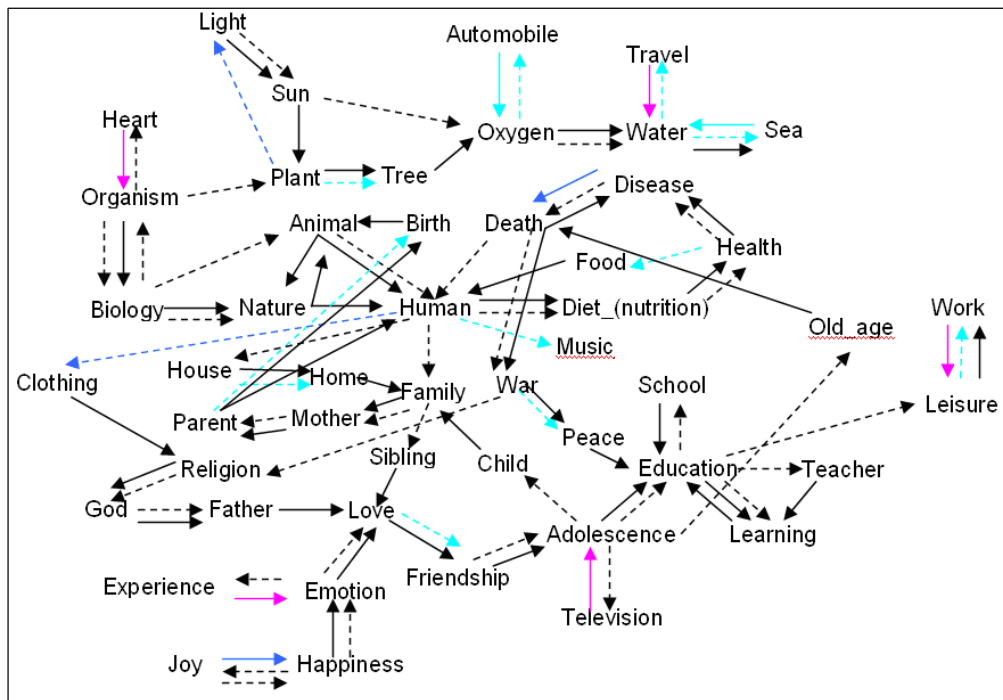 Light
Automobile
Travel
Sun
Heart
Oxygen
Water
Sea
Plant
Tree
Organism
Disease
Animal
Birth
Death
Health
Food
Biology
Nature
Human
Diet_(nutrition)
Work
Old_age
Music
House
Home
Clothing
Family
War
School
Leisure
Parent
Mother
Peace
Sibling
Child
Religion
Education
Teacher
God
Father
Love
Adolescence
Learning
Friendship
Experience
Emotion
Television
Joy
Happiness